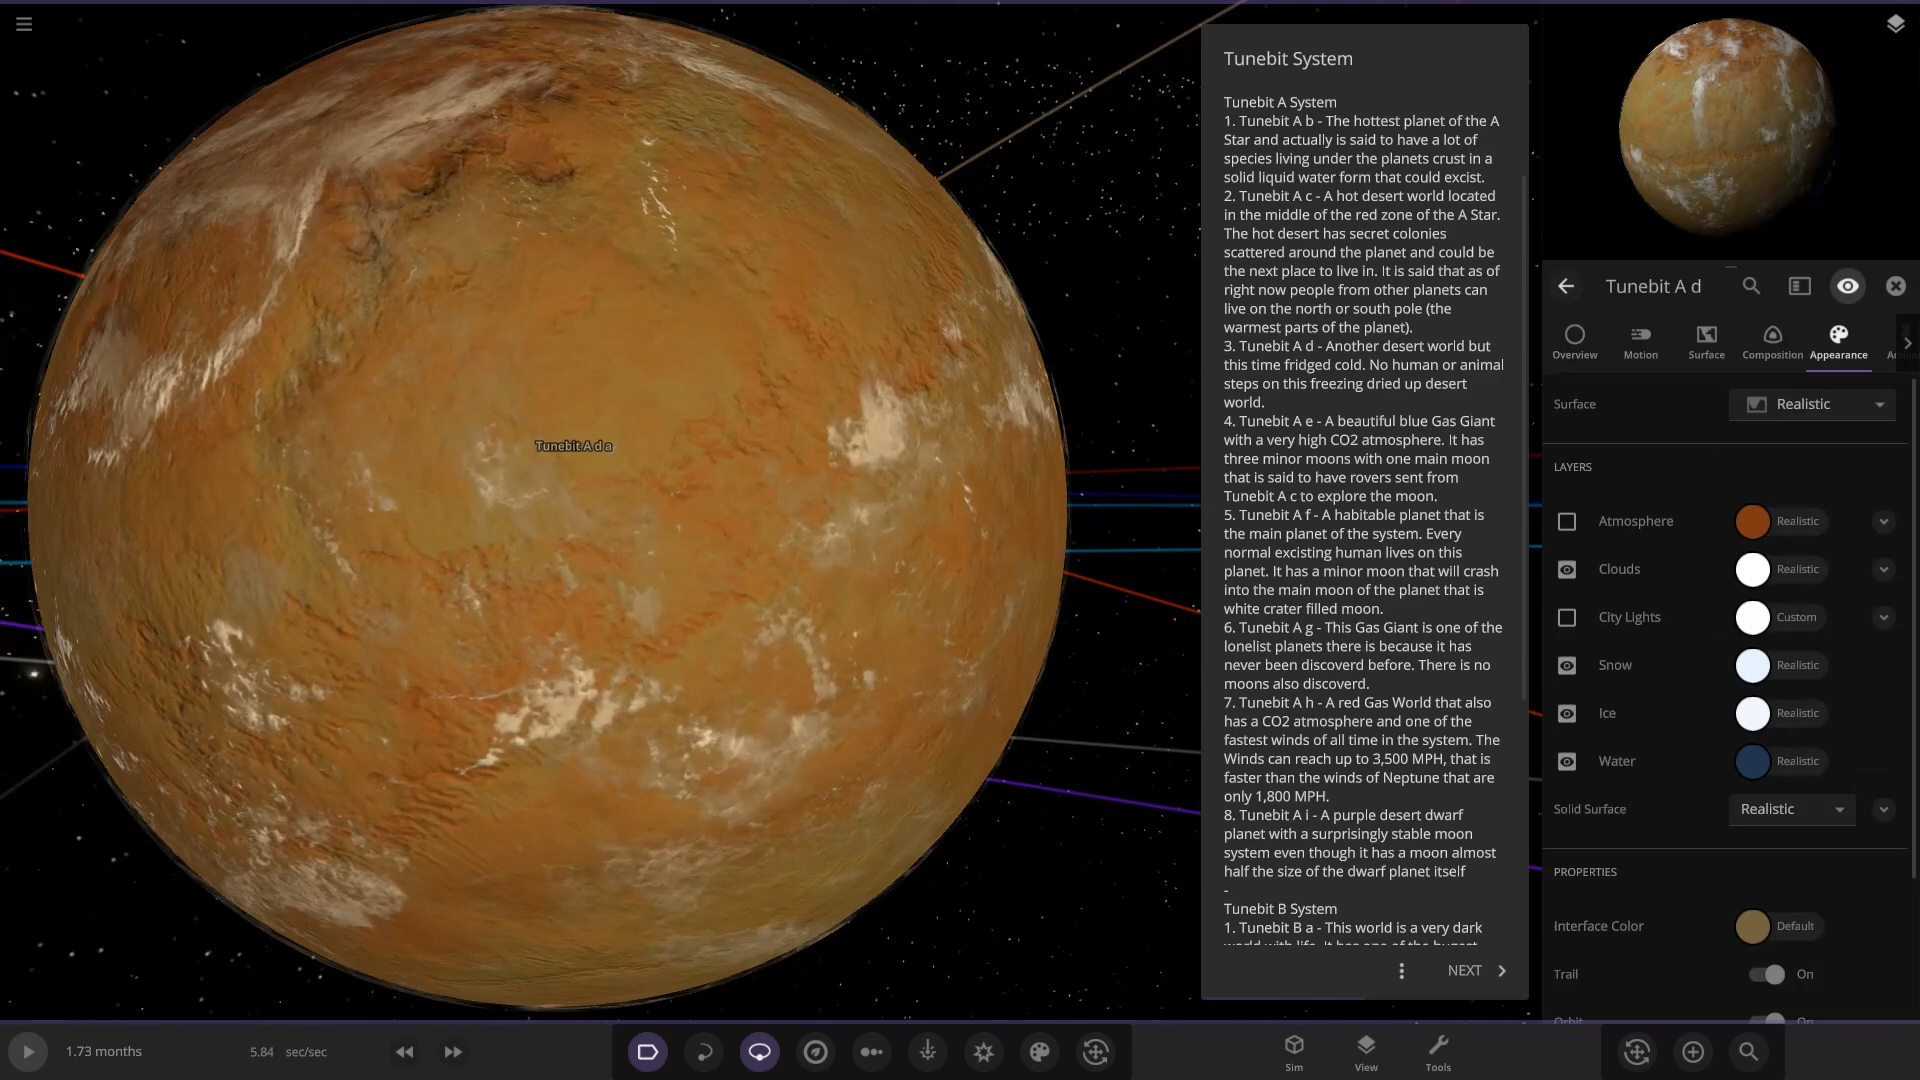 Tunebit A d a
Tunebit System
Tunebit A System
1. Tunebit A b - The hottest planet of the A
Star and actually is said to have a lot of
species living under the planets crust in a
solid liquid water form that could excist.
2. Tunebit A c - A hot desert world located
in the middle of the red zone of the A Star.
The hot desert has secret colonies
scattered around the planet and could be
the next place to live in. It is said that as of
right now people from other planets can
live on the north or south pole (the
warmest parts of the planet).
3. Tunebit A d - Another desert world but
this time fridged cold. No human or animal
steps on this freezing dried up desert
world.
4. Tunebit A e - A beautiful blue Gas Giant
with a very high CO2 atmosphere. It has
three minor moons with one main moon
that is said to have rovers sent from
Tunebit A c to explore the moon.
5. Tunebit A f - A habitable planet that is
the main planet of the system. Every
normal excisting human lives on this
planet. It has a minor moon that will crash
into the main moon of the planet that is
white crater filled moon.
6. Tunebit A g - This Gas Giant is one of the
lonelist planets there is because it has
never been discoverd before. There is no
moons also discoverd.
7. Tunebit A h - A red Gas World that also
has a CO2 atmosphere and one of the
fastest winds of all time in the system. The
Winds can reach up to 3,500 MPH, that is
faster than the winds of Neptune that are
only 1,800 MPH.
8. Tunebit A i - A purple desert dwarf
planet with a surprisingly stable moon
system even though it has a moon almost
half the size of the dwarf planet itself
-
Tunebit B System
1. Tunebit B a - This world is a very dark
world with life. It has one of the hugest
NEXT
Tunebit A d
Overview Motion Surface Composition Appearance
Surface Realistic
LAYERS
Atmosphere Realistic
Clouds Realistic
City Lights Custom
Snow Realistic
Ice Realistic
Water Realistic
Solid Surface Realistic
PROPERTIES
Interface Color Default
Trail On
Orbit On
1.73 months 5.84 sec/sec
Sim View Tools